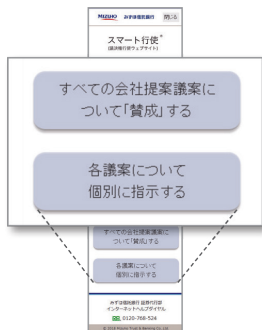 MIZUHO みずほ信託銀行 閉じる
スマート行使®
(議決権行使ウェブサイト)
すべての会社提案議案に
ついて「賛成」する
各議案について
個別に指示する
すべての会社提案議案に
ついて「賛成」する
各議案について
個別に指示する
みずほ信託銀行 証券代行部
インターネットヘルプダイヤル
0120-768-524
© 2018 Mizuho Trust & Banking Co., Ltd.